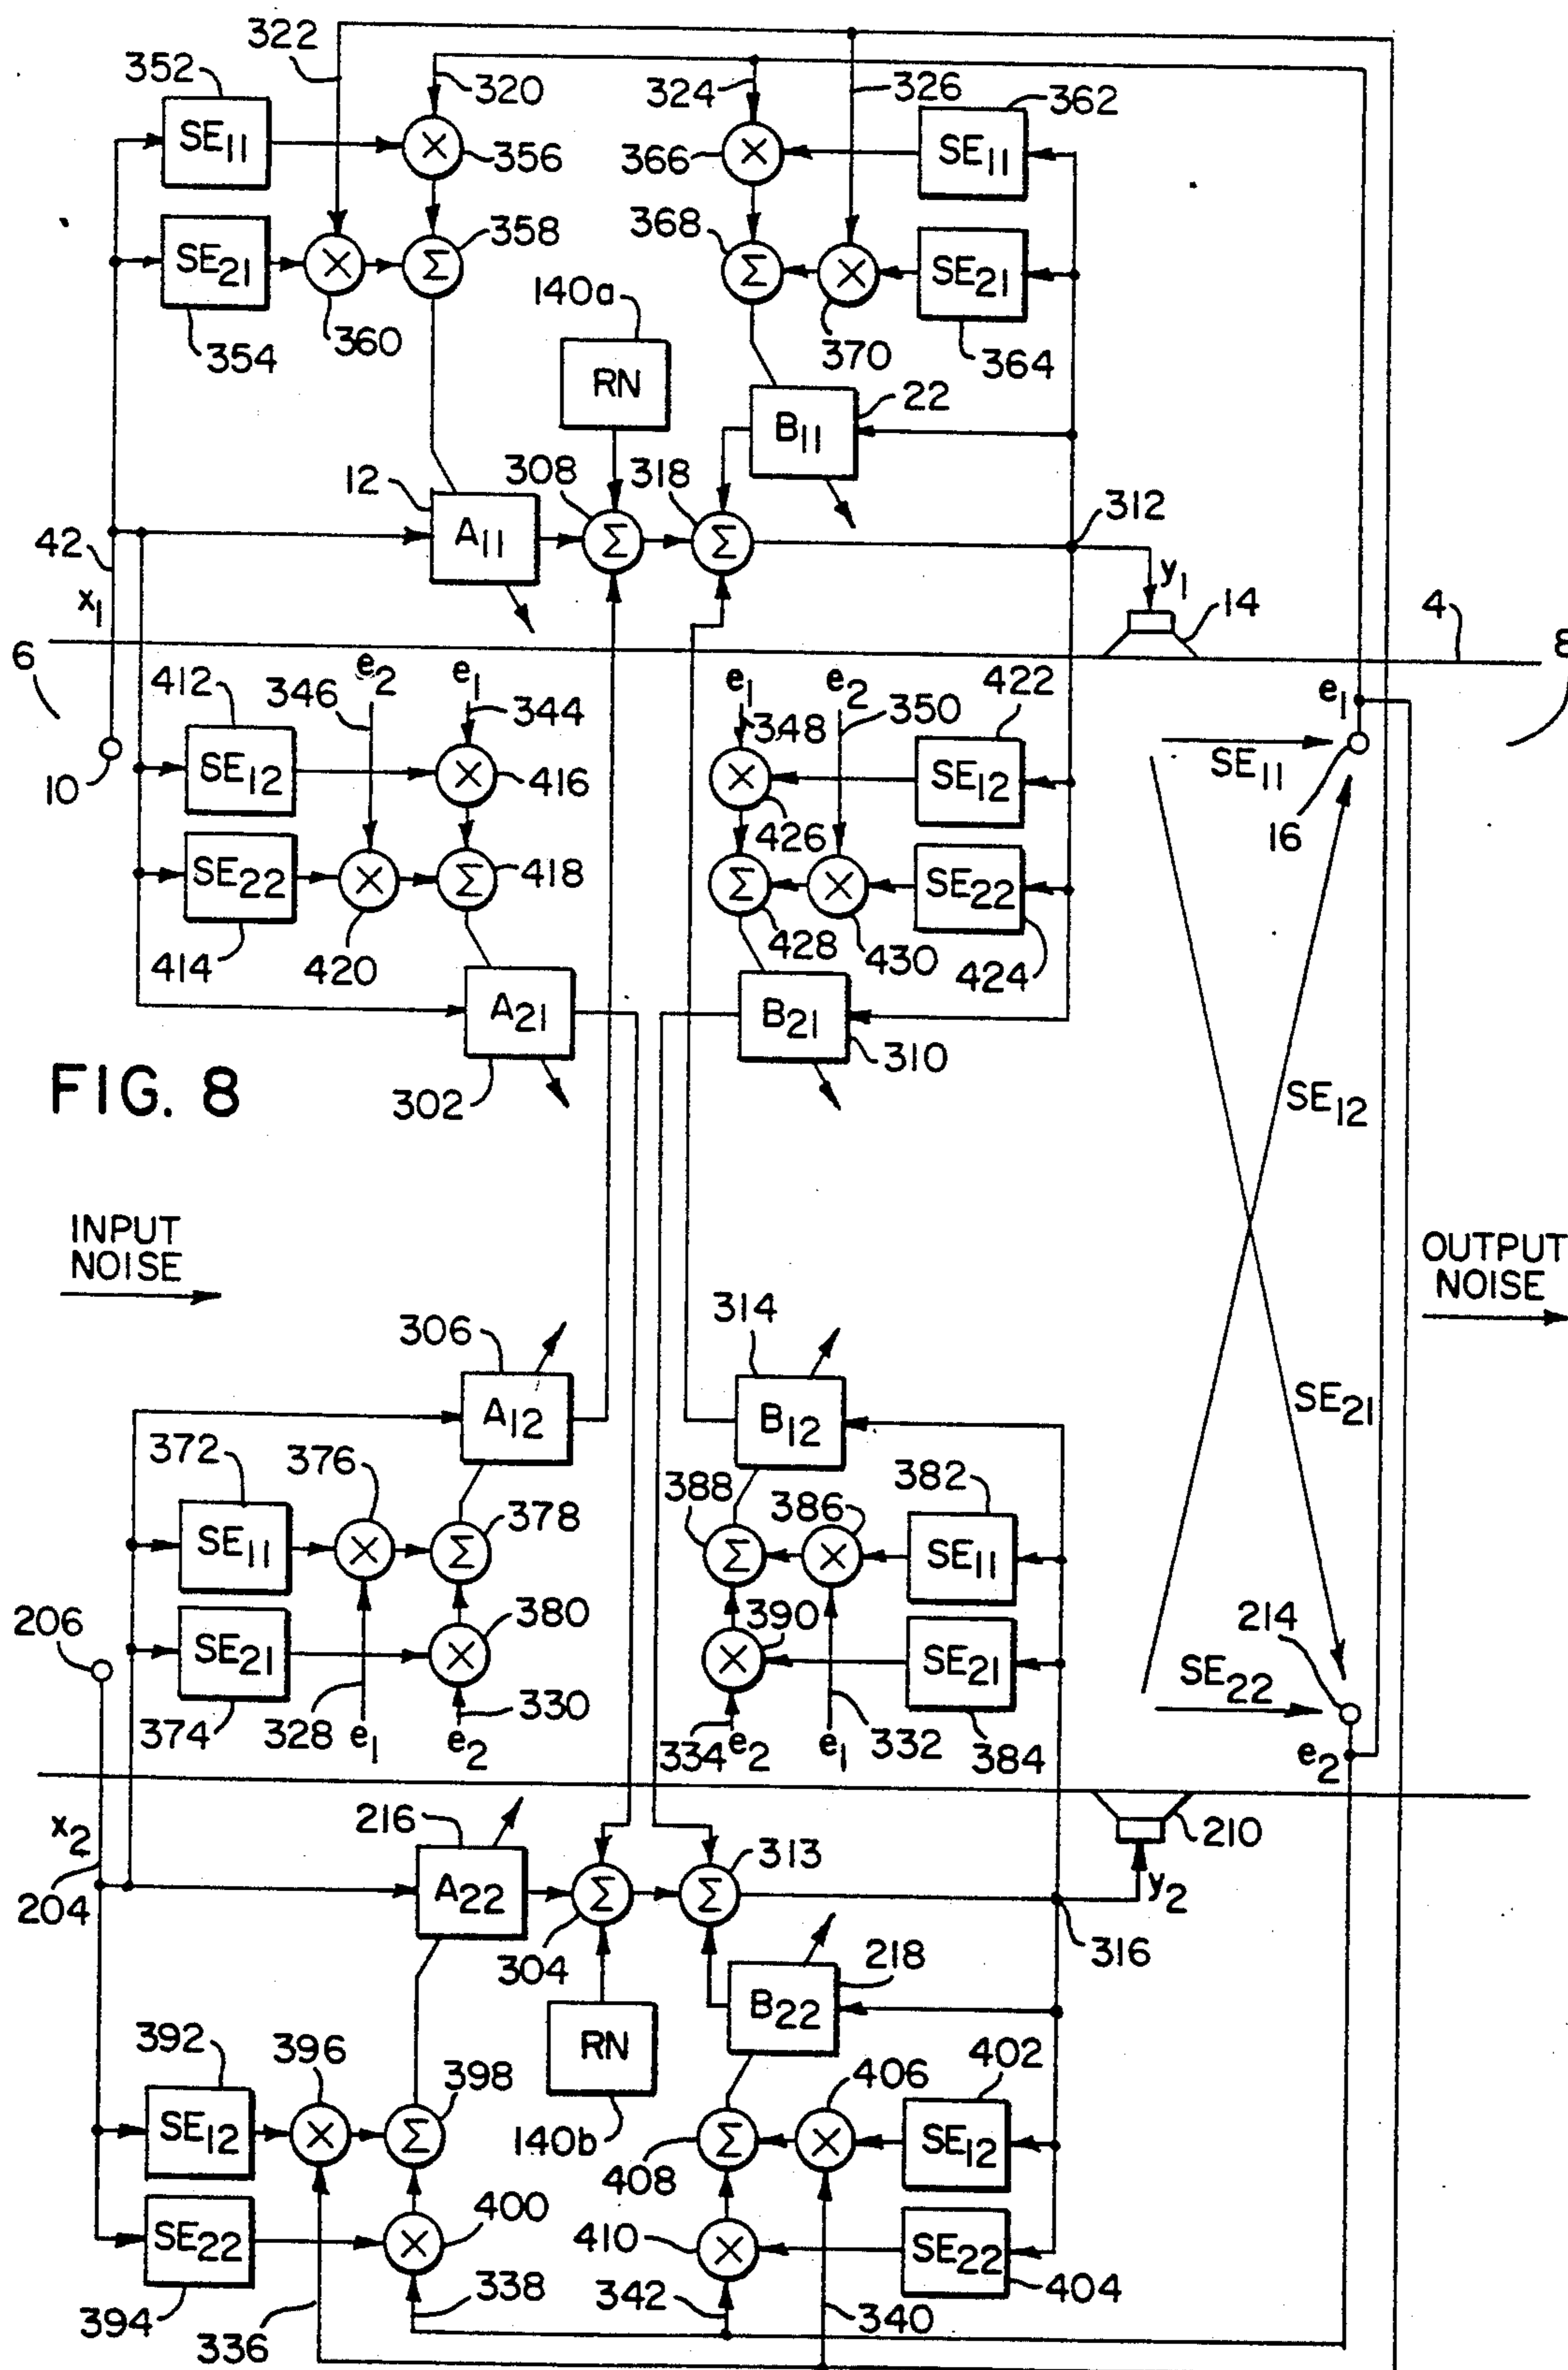 322
352
320
324
326
362
SE11
×
356
366
×
SE11
SE21
×
Σ
358
368
Σ
×
SE21
354
360
140a
370
364
RN
B11
22
12
308
318
42
A11
Σ
Σ
312
x1
y1
14
4
6
8
412
346
e2
e1
344
e1
348
e2
350
422
e1
10
SE12
×
416
×
426
SE12
SE11
16
SE22
×
Σ
418
Σ
×
SE22
414
420
428
430
424
A21
B21
310
302
FIG. 8
SE12
INPUT
NOISE
OUTPUT
NOISE
306
314
A12
B12
SE21
372
376
388
386
382
SE11
×
Σ
378
Σ
×
SE11
206
380
390
214
SE21
×
×
SE21
SE22
374
328
e1
e2
330
334
e2
e1
332
384
e2
x2
216
210
204
A22
Σ
Σ
313
y2
304
316
RN
B22
218
392
396
398
140b
406
402
SE12
×
Σ
Σ
×
SE12
408
SE22
×
400
410
×
SE22
404
394
336
338
342
340